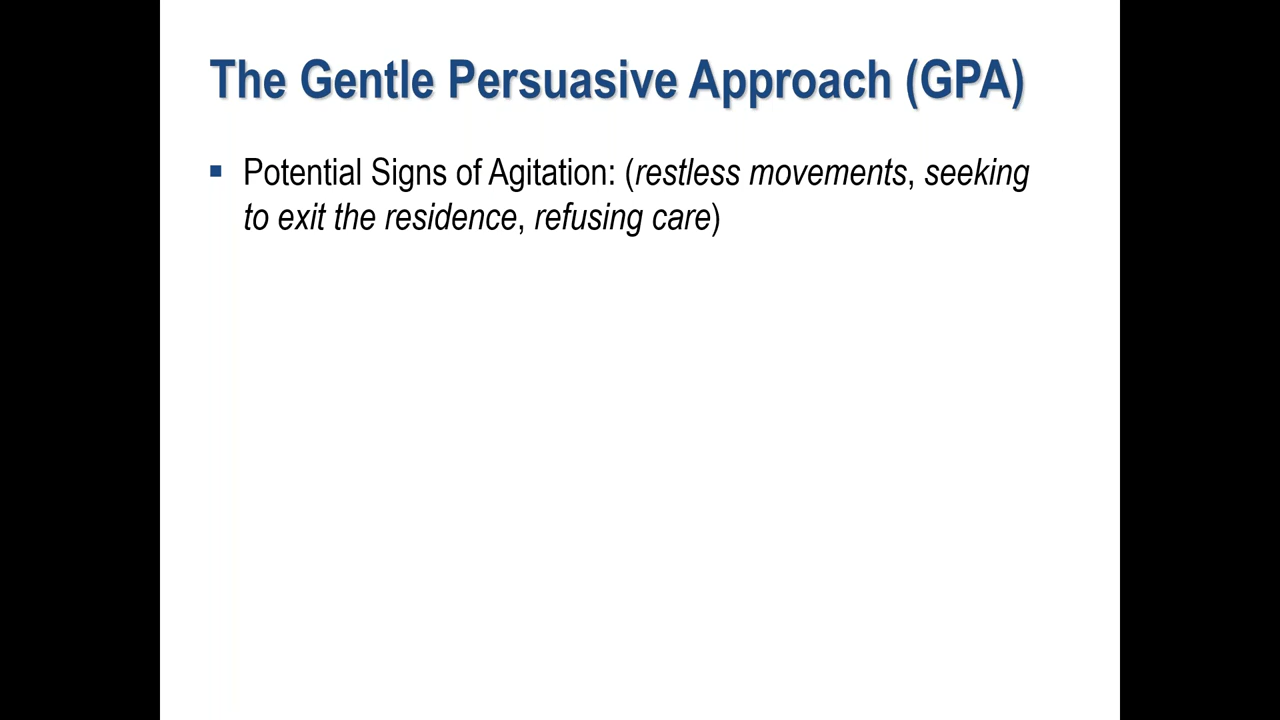 The Gentle Persuasive Approach (GPA)
▪ Potential Signs of Agitation: (restless movements, seeking
to exit the residence, refusing care)